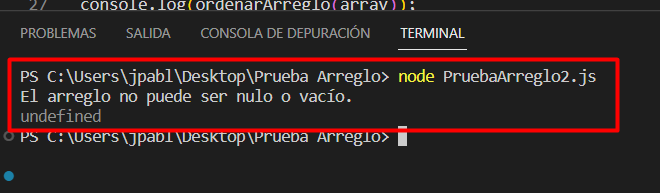 27 console.log(ordenarArreglo(array));
PROBLEMAS SALIDA CONSOLA DE DEPURACIÓN TERMINAL
PS C:\Users\jpabl\Desktop\Prueba Arreglo> node PruebaArreglo2.js
El arreglo no puede ser nulo o vacío.
undefined
PS C:\Users\jpabl\Desktop\Prueba Arreglo>